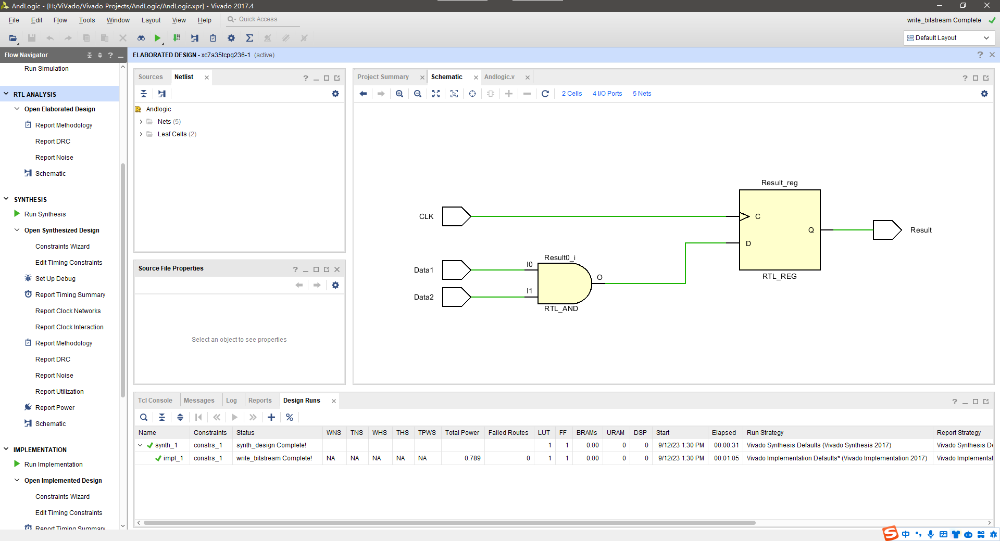 AndLogic - [H:/ViVado/Vivado Projects/AndLogic/AndLogic.xpr] - Vivado 2017.4
File Edit Flow Tools Window Layout View Help Quick Access
write_bitstream Complete
Default Layout
Flow Navigator
Run Simulation
RTL ANALYSIS
Open Elaborated Design
Report Methodology
Report DRC
Report Noise
Schematic
SYNTHESIS
Run Synthesis
Open Synthesized Design
Constraints Wizard
Edit Timing Constraints
Set Up Debug
Report Timing Summary
Report Clock Networks
Report Clock Interaction
Report Methodology
Report DRC
Report Noise
Report Utilization
Report Power
Schematic
IMPLEMENTATION
Run Implementation
Open Implemented Design
Constraints Wizard
Edit Timing Constraints
Report Timing Summary
ELABORATED DESIGN - xc7a35tcpg236-1 (active)
Sources Netlist
Andlogic
Nets (5)
Leaf Cells (2)
Source File Properties
Select an object to see properties
Project Summary Schematic Andlogic.v
2 Cells 4 I/O Ports 5 Nets
Result_reg
CLK
C
Q
Result
D
RTL_REG
Result0_i
I0
Data1
O
I1
Data2
RTL_AND
Tcl Console Messages Log Reports Design Runs
Name Constraints Status WNS TNS WHS THS TPWS Total Power Failed Routes LUT FF BRAMs URAM DSP Start Elapsed Run Strategy Report Strategy
synth_1 constrs_1 synth_design Complete! 1 1 0.00 0 0 9/12/23 1:30 PM 00:00:31 Vivado Synthesis Defaults (Vivado Synthesis 2017) Vivado Synthesis De
impl_1 constrs_1 write_bitstream Complete! NA NA NA NA NA 0.789 0 1 1 0.00 0 0 9/12/23 1:30 PM 00:01:05 Vivado Implementation Defaults* (Vivado Implementation 2017) Vivado Implementat
中